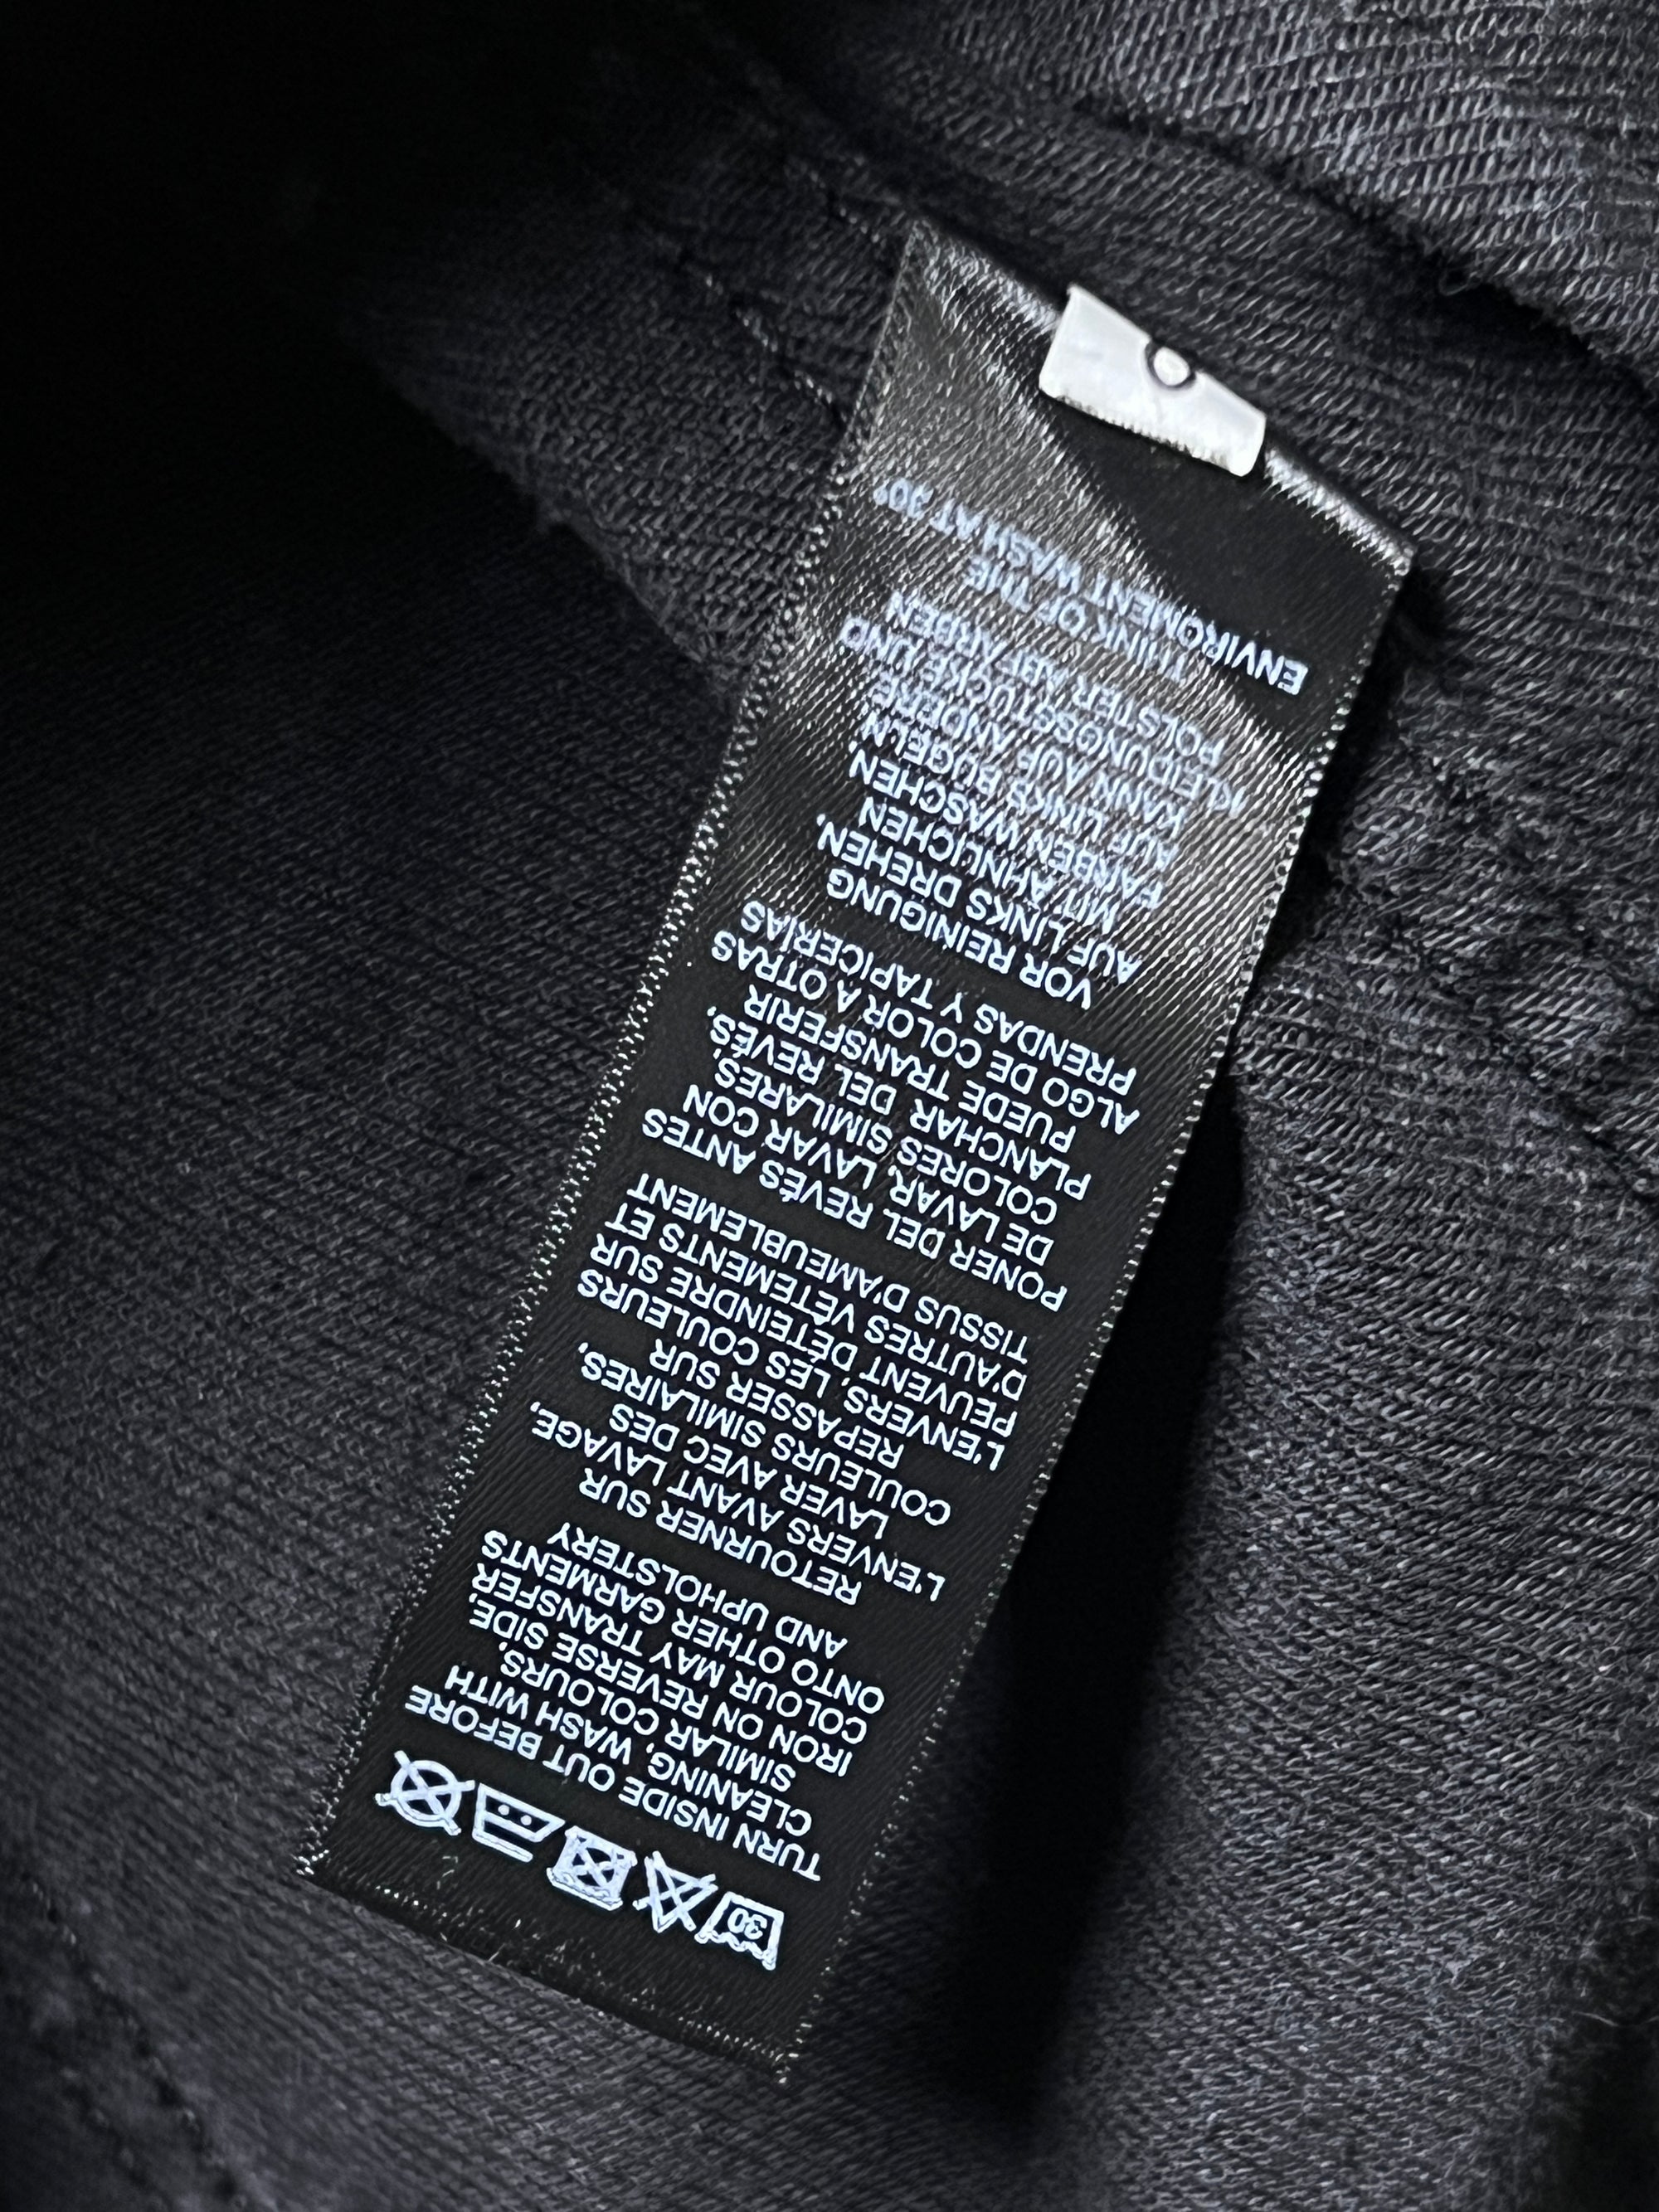 30
TURN INSIDE OUT BEFORE
CLEANING, WASH WITH
SIMILAR COLOURS,
IRON ON REVERSE SIDE,
COLOUR MAY TRANSFER
ONTO OTHER GARMENTS
AND UPHOLSTERY
RETOURNER SUR
L'ENVERS AVANT LAVAGE,
LAVER AVEC DES
COULEURS SIMILAIRES,
REPASSER SUR
L'ENVERS, LES COULEURS
PEUVENT DÉTEINDRE SUR
D'AUTRES VÊTEMENTS ET
TISSUS D'AMEUBLEMENT
PONER DEL REVÉS ANTES
DE LAVAR, LAVAR CON
COLORES SIMILARES,
PLANCHAR DEL REVÉS,
PUEDE TRANSFERIR
ALGO DE COLOR A OTRAS
PRENDAS Y TAPICERÍAS
VOR REINIGUNG
AUF LINKS DREHEN,
MIT ÄHNLICHEN
FARBEN WASCHEN,
AUF LINKS BÜGELN,
KANN AUF ANDERE
KLEIDUNGSSTÜCKE UND
POLSTER ABFÄRBEN
THINK OF THE
ENVIROMENT WASH AT 30°